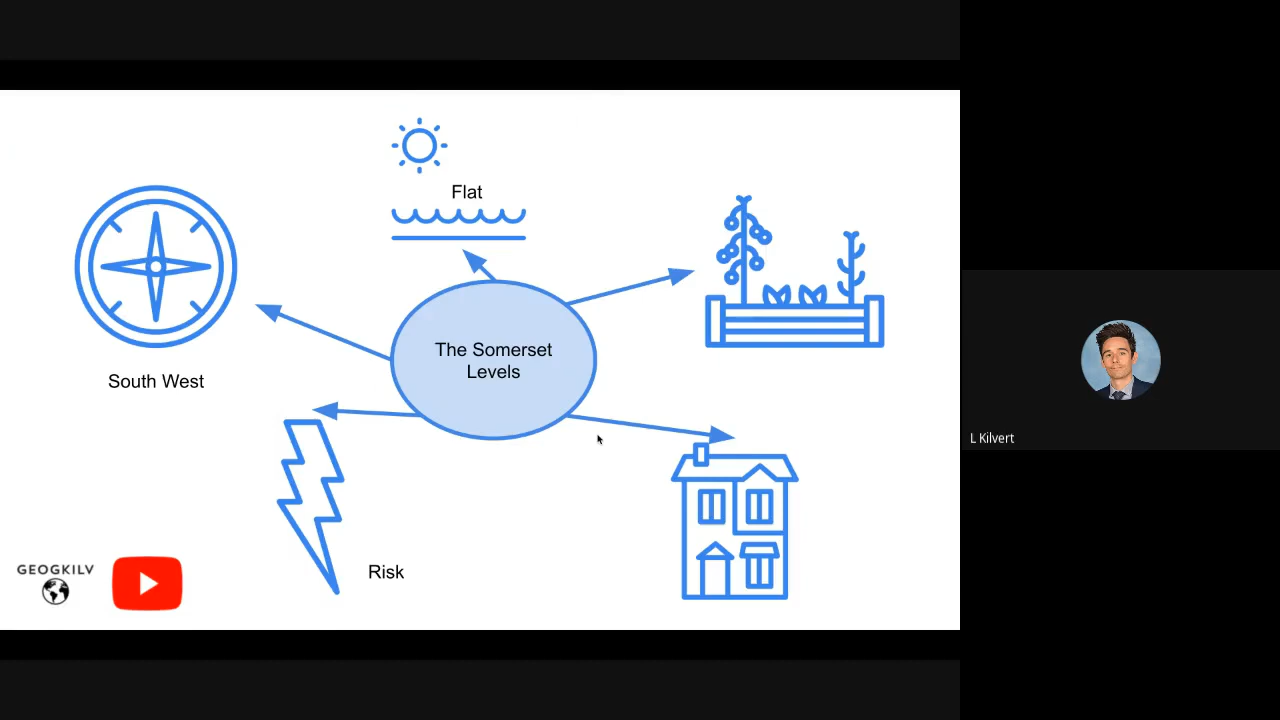 Flat
The Somerset
Levels
South West
Risk
GEOGKILV
L Kilvert